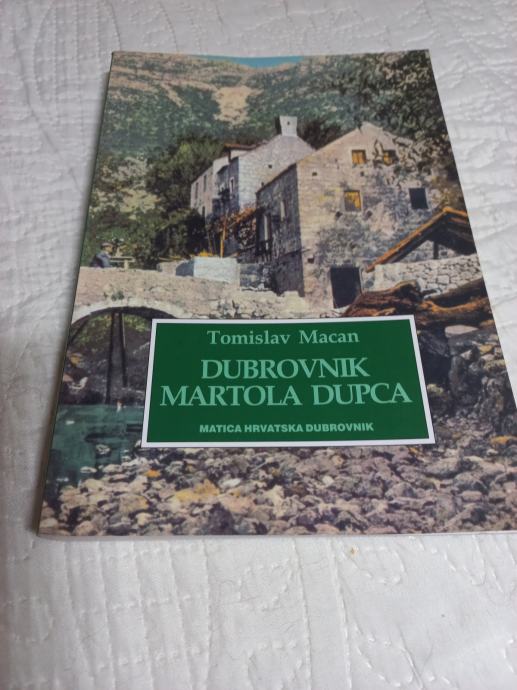 Tomislav Macan
DUBROVNIK
MARTOLA DUPCA
MATICA HRVATSKA DUBROVNIK